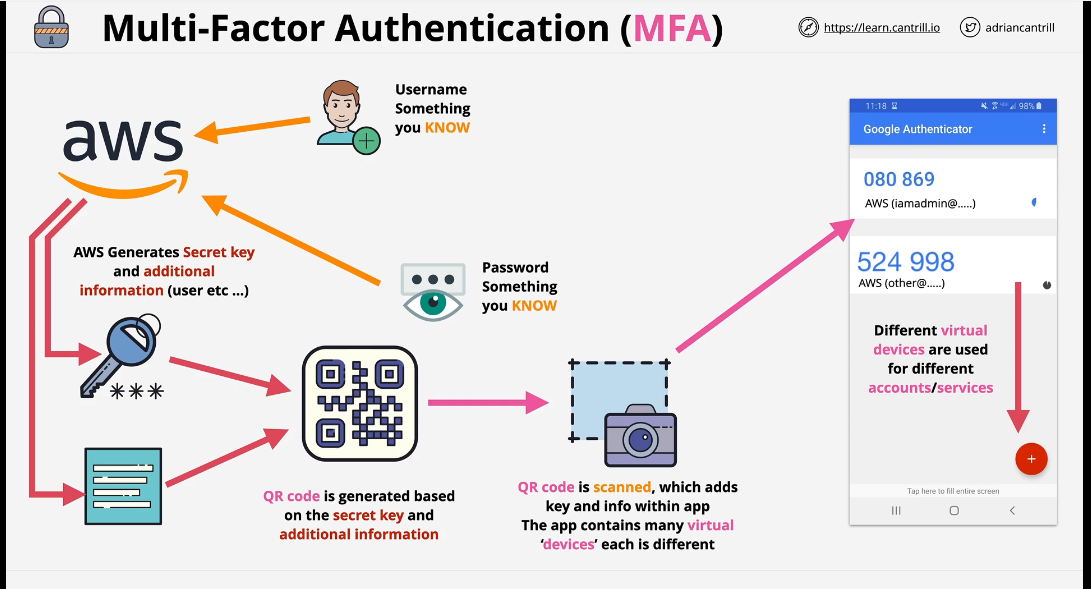 Multi-Factor Authentication (MFA)
https://learn.cantrill.io
adriancantrill
aws
Username
Something
you KNOW
AWS Generates Secret key
and additional
information (user etc ...)
Password
Something
you KNOW
***
QR code is generated based
on the secret key and
additional information
QR code is scanned, which adds
key and info within app
The app contains many virtual
‘devices’ each is different
11:18
98%
Google Authenticator
080 869
AWS (iamadmin@.....)
524 998
AWS (other@.....)
Different virtual
devices are used
for different
accounts/services
+
Tap here to fill entire screen